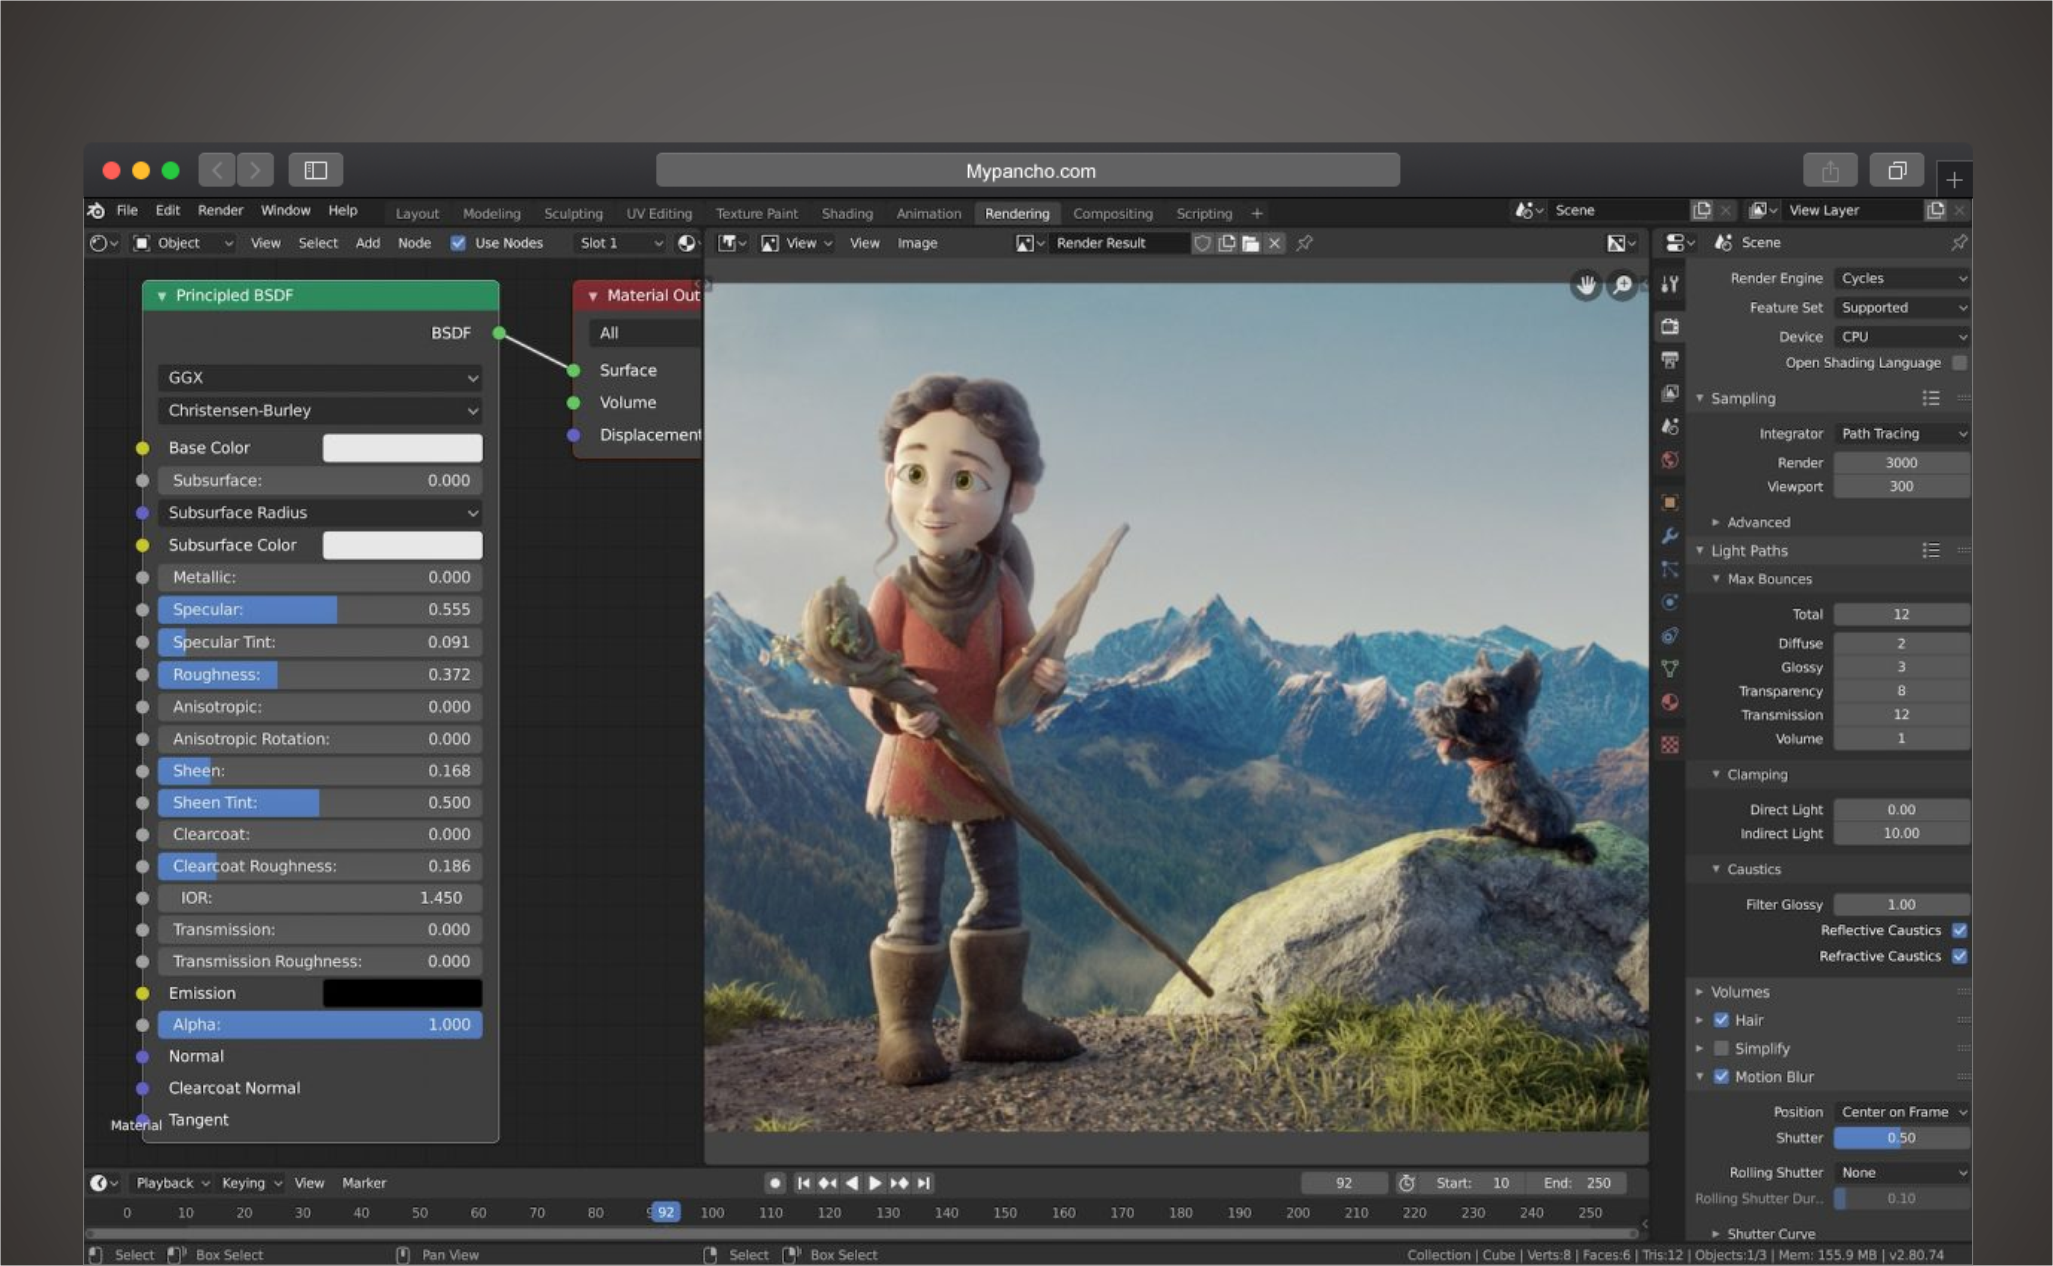 Mypancho.com
File Edit Render Window Help Layout Modeling Sculpting UV Editing Texture Paint Shading Animation Rendering Compositing Scripting + Scene View Layer
Object View Select Add Node Use Nodes Slot 1 View View Image Render Result Scene
Principled BSDF
BSDF
GGX
Christensen-Burley
Base Color
Subsurface: 0.000
Subsurface Radius
Subsurface Color
Metallic: 0.000
Specular: 0.555
Specular Tint: 0.091
Roughness: 0.372
Anisotropic: 0.000
Anisotropic Rotation: 0.000
Sheen: 0.168
Sheen Tint: 0.500
Clearcoat: 0.000
Clearcoat Roughness: 0.186
IOR: 1.450
Transmission: 0.000
Transmission Roughness: 0.000
Emission
Alpha: 1.000
Normal
Clearcoat Normal
Tangent
Material
Material Out
All
Surface
Volume
Displacement
Render Engine Cycles
Feature Set Supported
Device CPU
Open Shading Language
Sampling
Integrator Path Tracing
Render 3000
Viewport 300
Advanced
Light Paths
Max Bounces
Total 12
Diffuse 2
Glossy 3
Transparency 8
Transmission 12
Volume 1
Clamping
Direct Light 0.00
Indirect Light 10.00
Caustics
Filter Glossy 1.00
Reflective Caustics
Refractive Caustics
Volumes
Hair
Simplify
Motion Blur
Position Center on Frame
Shutter 0.50
Rolling Shutter None
Rolling Shutter Dur.. 0.10
Shutter Curve
Playback Keying View Marker 92 Start: 10 End: 250
0 10 20 30 40 50 60 70 80 92 100 110 120 130 140 150 160 170 180 190 200 210 220 230 240 250
Select Box Select Pan View Select Box Select Collection | Cube | Verts:8 | Faces:6 | Tris:12 | Objects:1/3 | Mem: 155.9 MB | v2.80.74